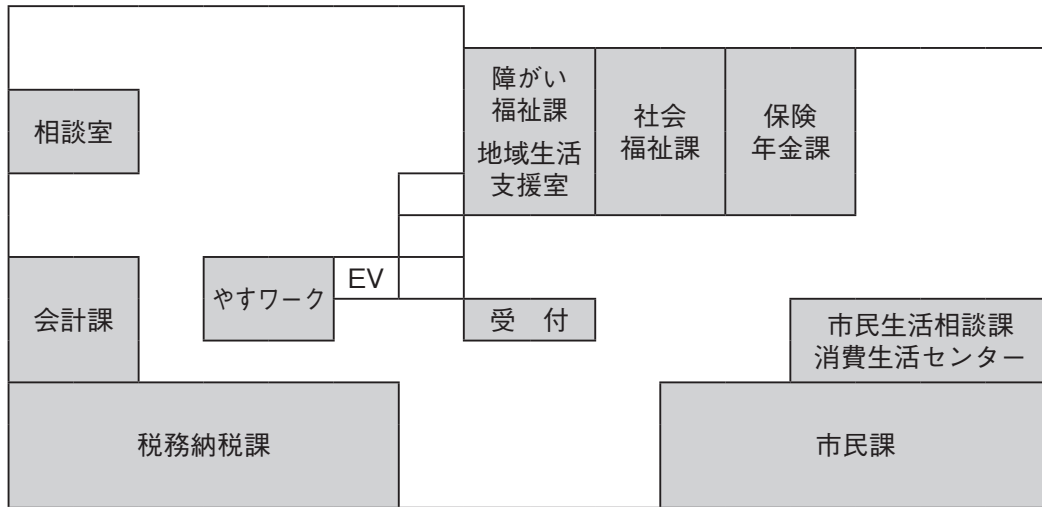 障がい
福祉課
地域生活
支援室
社会
福祉課
保険
年金課
相談室
EV
やすワーク
会計課
受　付
市民生活相談課
消費生活センター
税務納税課
市民課